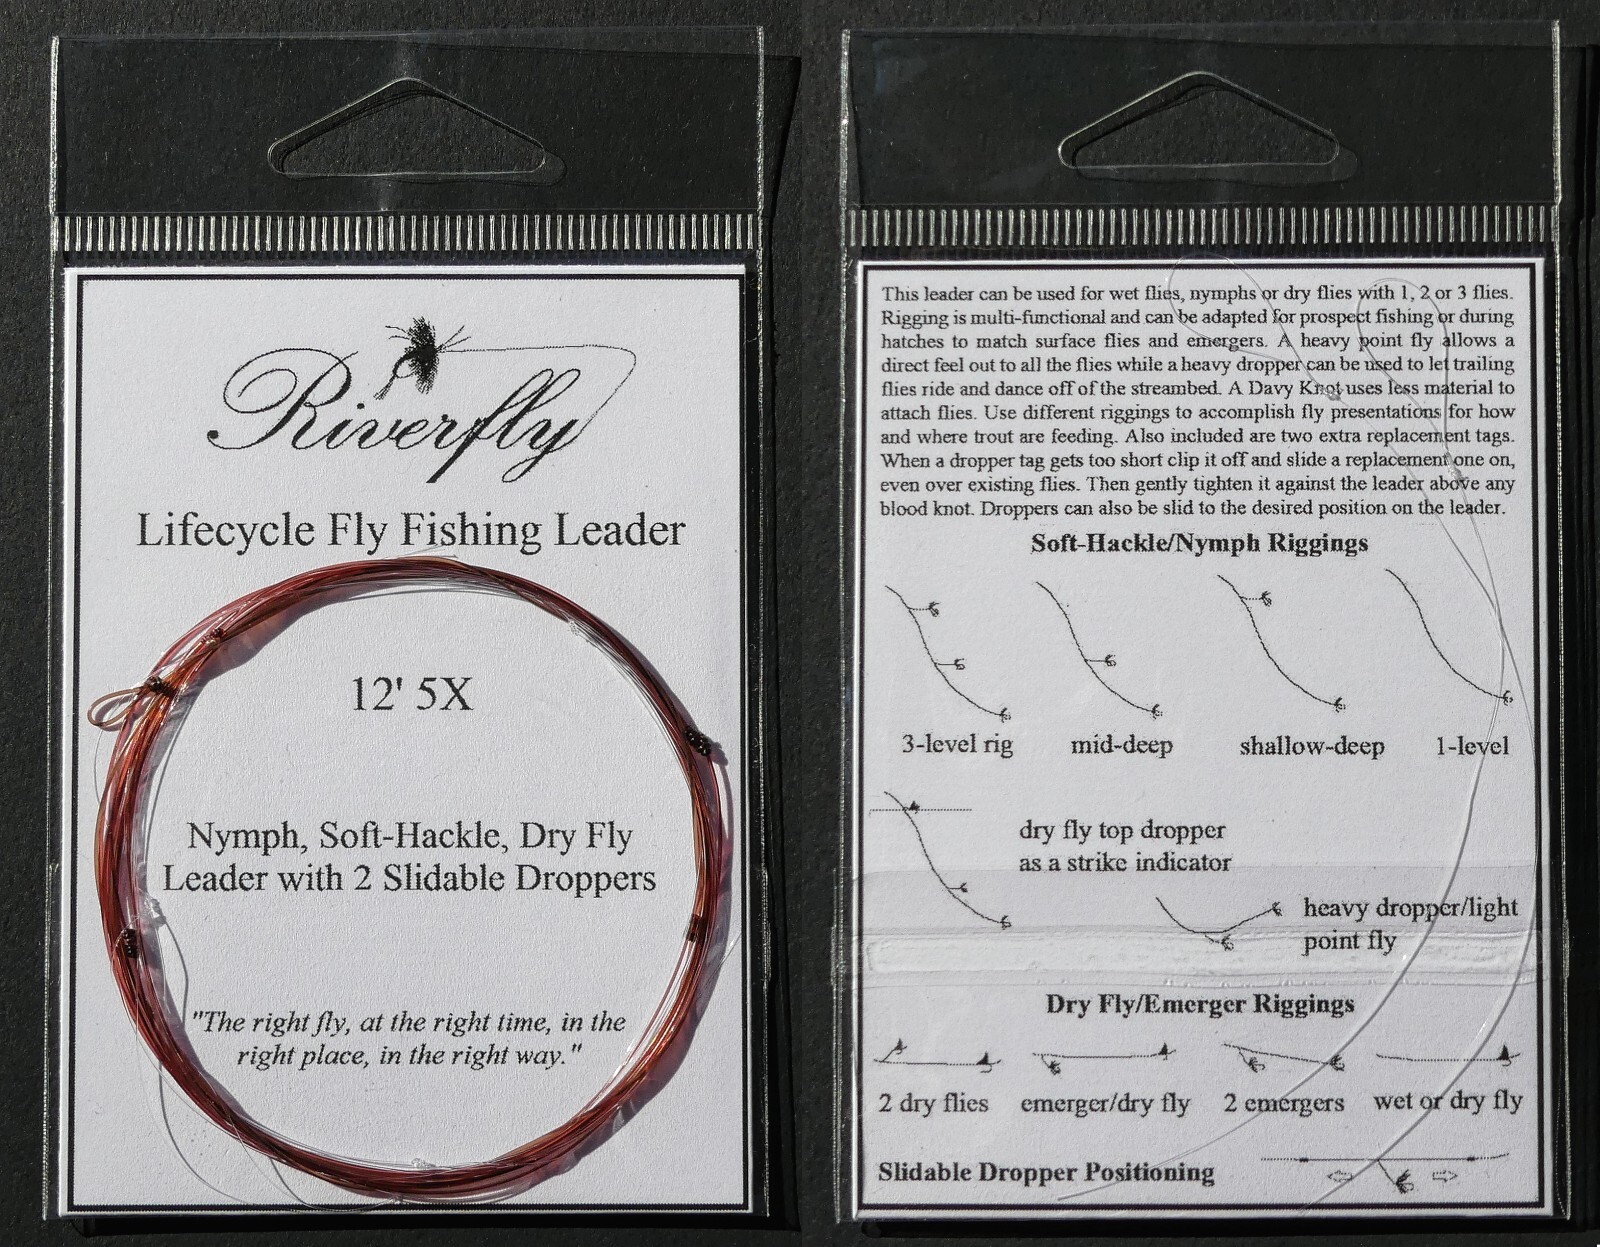 Riverfly
Lifecycle Fly Fishing Leader
12' 5X
Nymph, Soft-Hackle, Dry Fly
Leader with 2 Slidable Droppers
"The right fly, at the right time, in the
right place, in the right way."
This leader can be used for wet flies, nymphs or dry flies with 1, 2 or 3 flies.
Rigging is multi-functional and can be adapted for prospect fishing or during
hatches to match surface flies and emergers. A heavy point fly allows a
direct feel out to all the flies while a heavy dropper can be used to let trailing
flies ride and dance off of the streambed. A Davy Knot uses less material to
attach flies. Use different riggings to accomplish fly presentations for how
and where trout are feeding. Also included are two extra replacement tags.
When a dropper tag gets too short clip it off and slide a replacement one on,
even over existing flies. Then gently tighten it against the leader above any
blood knot. Droppers can also be slid to the desired position on the leader.
Soft-Hackle/Nymph Riggings
3-level rig mid-deep shallow-deep 1-level
dry fly top dropper
as a strike indicator
heavy dropper/light
point fly
Dry Fly/Emerger Riggings
2 dry flies emerger/dry fly 2 emergers wet or dry fly
Slidable Dropper Positioning